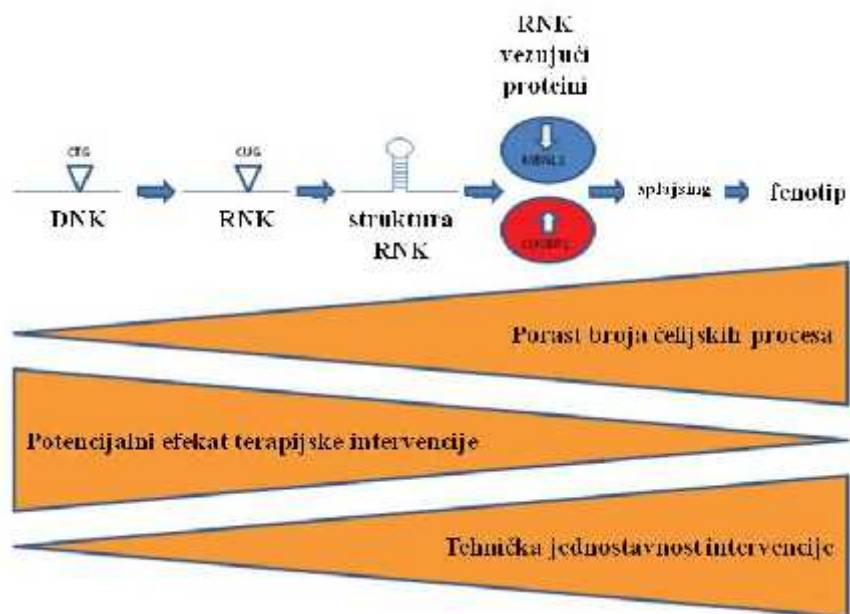 RNK
vezujući
proteini
CTG
CUG
DNK
RNK
struktura
RNK
splajsing
fenotip
Porast broja ćelijskih procesa
Potencijalni efekat terapijske intervencije
Tehnička jednostavnost intervencije